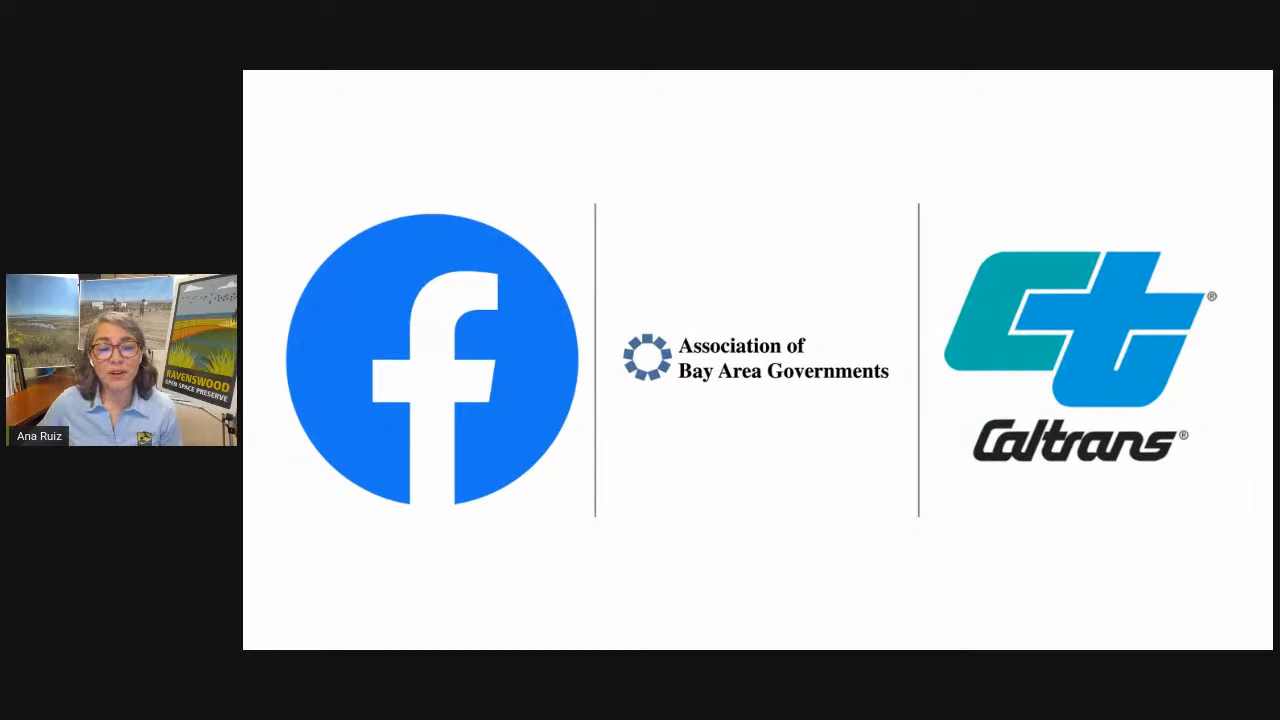 Association of
Bay Area Governments
®
Caltrans®
RAVENSWOOD
OPEN SPACE PRESERVE
Ana Ruiz